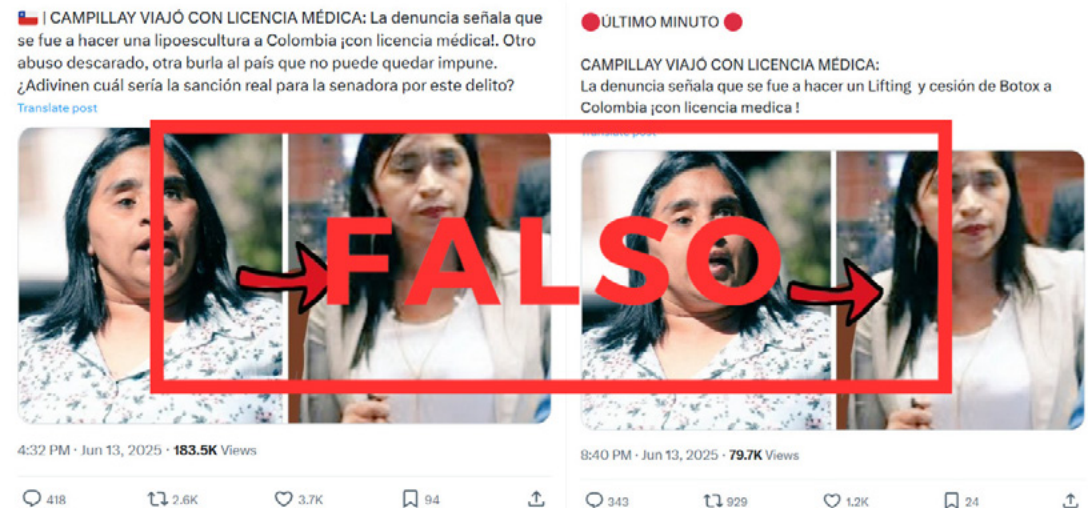 | CAMPILLAY VIAJÓ CON LICENCIA MÉDICA: La denuncia señala que
se fue a hacer una lipoescultura a Colombia ¡con licencia médica!. Otro
abuso descarado, otra burla al país que no puede quedar impune.
¿Adivinen cuál sería la sanción real para la senadora por este delito?
Translate post
4:32 PM · Jun 13, 2025 · 183.5K Views
418 2.6K 3.7K 94
ÚLTIMO MINUTO
CAMPILLAY VIAJÓ CON LICENCIA MÉDICA:
La denuncia señala que se fue a hacer un Lifting y cesión de Botox a
Colombia ¡con licencia medica !
Translate post
8:40 PM · Jun 13, 2025 · 79.7K Views
343 929 1.2K 24
FALSO